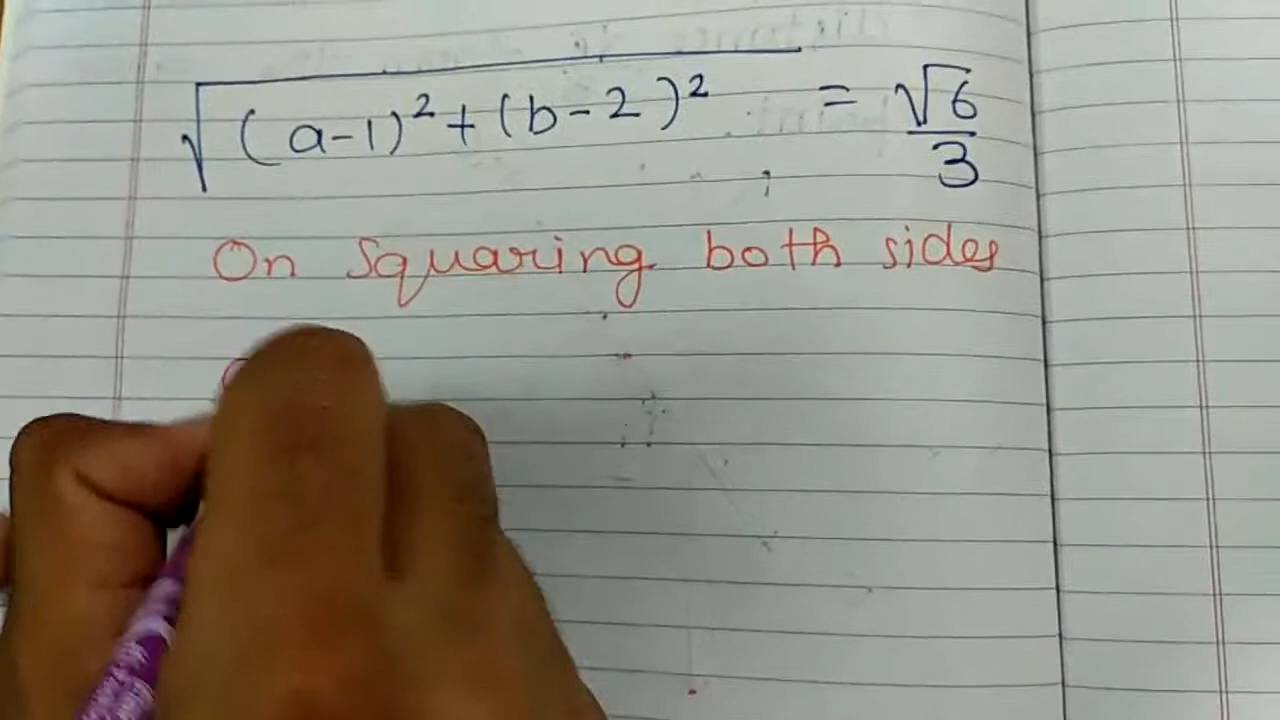 √(a-1)²+(b-2)² = √6/3
On Squaring both sides